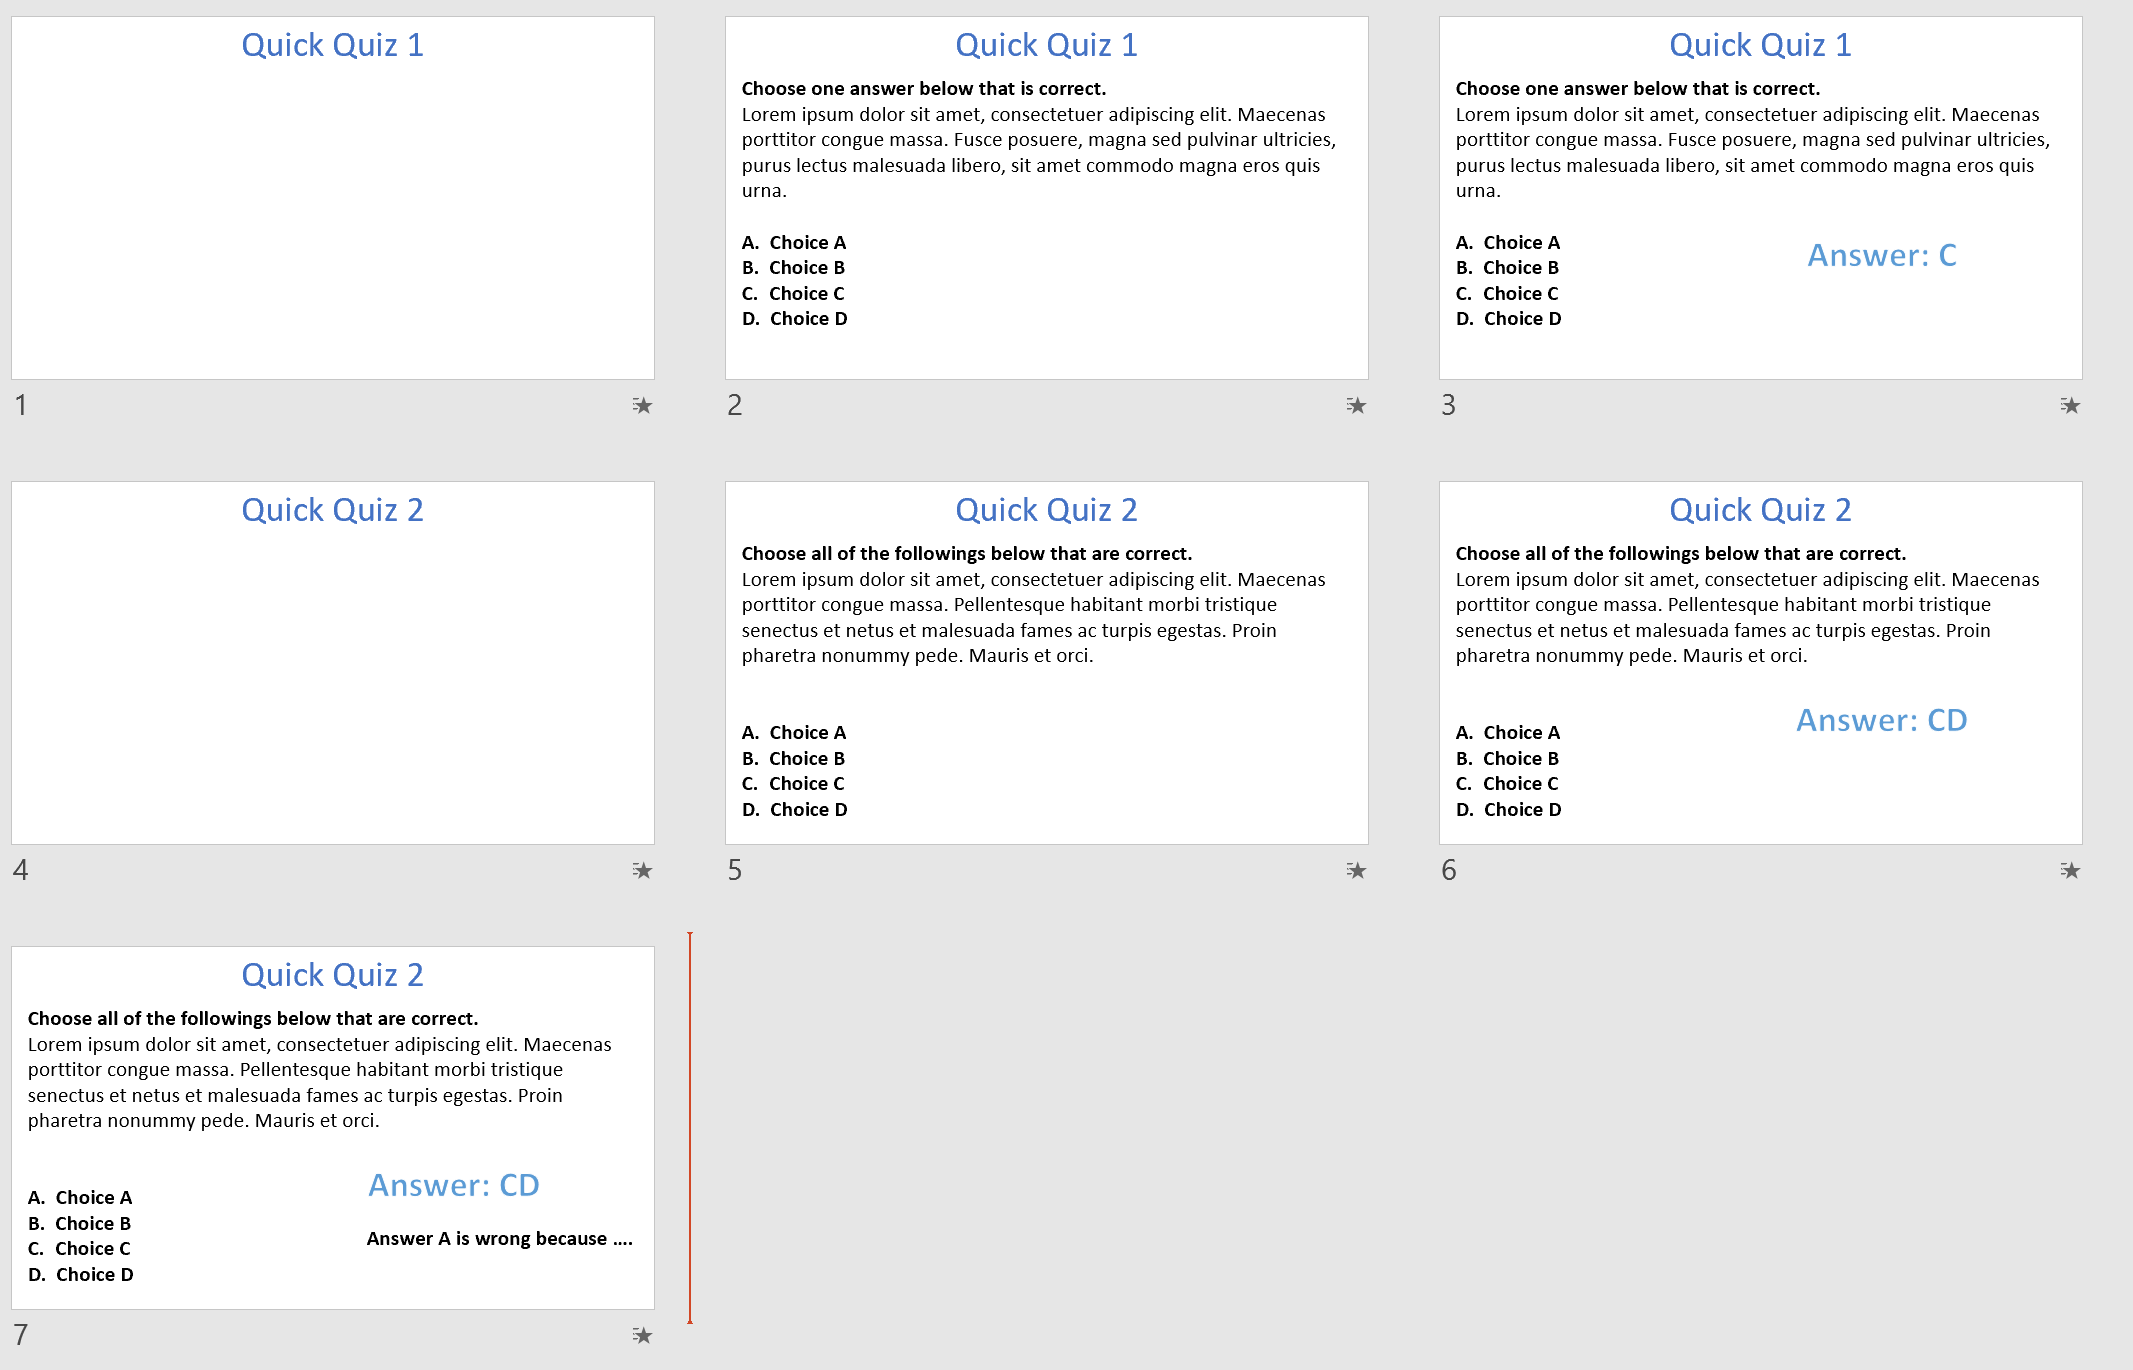 Quick Quiz 1
1
Quick Quiz 1
Choose one answer below that is correct.
Lorem ipsum dolor sit amet, consectetuer adipiscing elit. Maecenas
porttitor congue massa. Fusce posuere, magna sed pulvinar ultricies,
purus lectus malesuada libero, sit amet commodo magna eros quis
urna.
A. Choice A
B. Choice B
C. Choice C
D. Choice D
2
Quick Quiz 1
Choose one answer below that is correct.
Lorem ipsum dolor sit amet, consectetuer adipiscing elit. Maecenas
porttitor congue massa. Fusce posuere, magna sed pulvinar ultricies,
purus lectus malesuada libero, sit amet commodo magna eros quis
urna.
A. Choice A
B. Choice B
C. Choice C
D. Choice D
Answer: C
3
Quick Quiz 2
4
Quick Quiz 2
Choose all of the followings below that are correct.
Lorem ipsum dolor sit amet, consectetuer adipiscing elit. Maecenas
porttitor congue massa. Pellentesque habitant morbi tristique
senectus et netus et malesuada fames ac turpis egestas. Proin
pharetra nonummy pede. Mauris et orci.
A. Choice A
B. Choice B
C. Choice C
D. Choice D
5
Quick Quiz 2
Choose all of the followings below that are correct.
Lorem ipsum dolor sit amet, consectetuer adipiscing elit. Maecenas
porttitor congue massa. Pellentesque habitant morbi tristique
senectus et netus et malesuada fames ac turpis egestas. Proin
pharetra nonummy pede. Mauris et orci.
A. Choice A
B. Choice B
C. Choice C
D. Choice D
Answer: CD
6
Quick Quiz 2
Choose all of the followings below that are correct.
Lorem ipsum dolor sit amet, consectetuer adipiscing elit. Maecenas
porttitor congue massa. Pellentesque habitant morbi tristique
senectus et netus et malesuada fames ac turpis egestas. Proin
pharetra nonummy pede. Mauris et orci.
A. Choice A
B. Choice B
C. Choice C
D. Choice D
Answer: CD
Answer A is wrong because ....
7